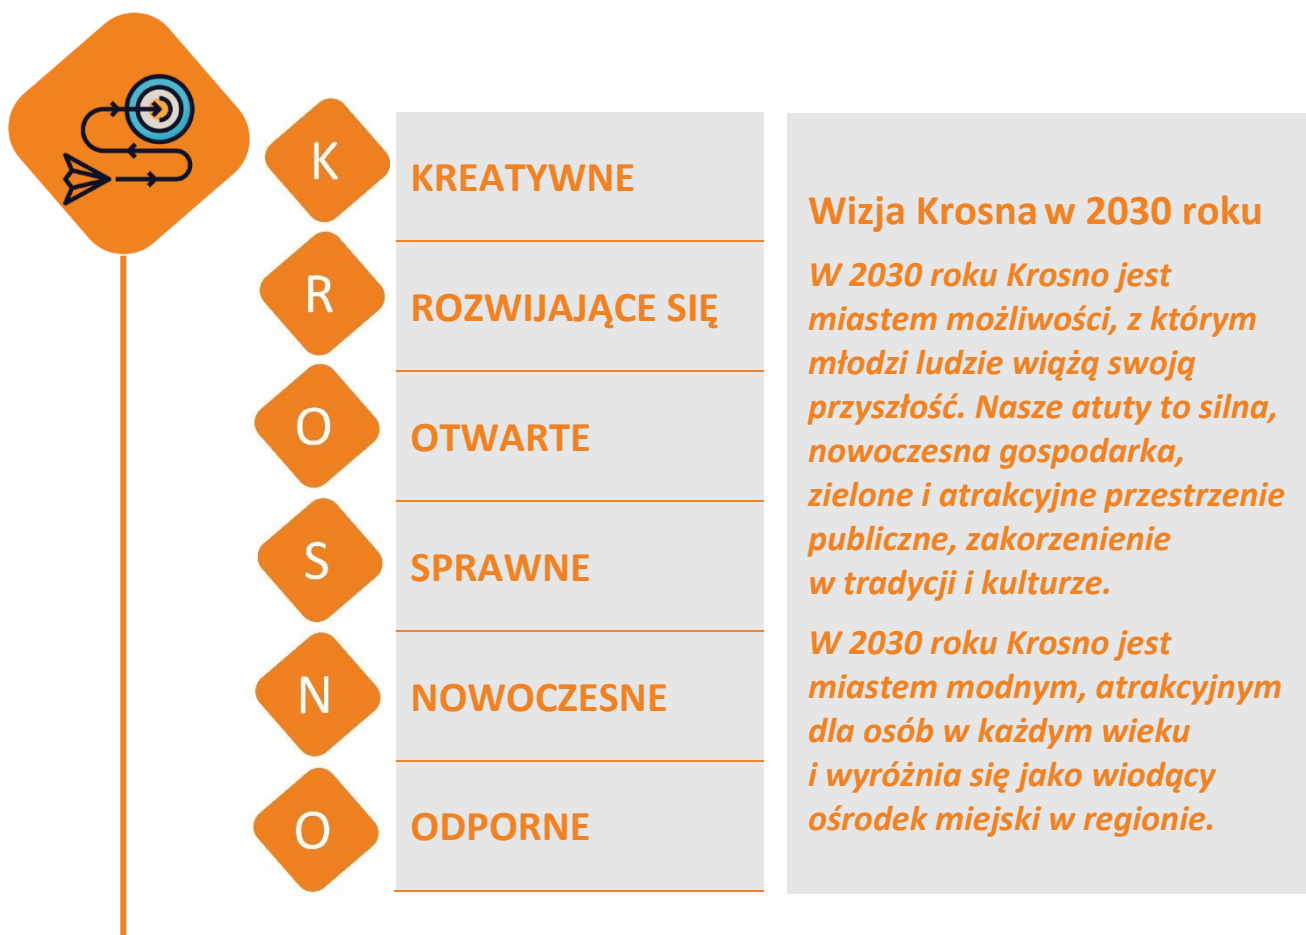 K
KREATYWNE
R
ROZWIJAJĄCE SIĘ
O
OTWARTE
S
SPRAWNE
N
NOWOCZESNE
O
ODPORNE
Wizja Krosna w 2030 roku
W 2030 roku Krosno jest
miastem możliwości, z którym
młodzi ludzie wiążą swoją
przyszłość. Nasze atuty to silna,
nowoczesna gospodarka,
zielone i atrakcyjne przestrzenie
publiczne, zakorzenienie
w tradycji i kulturze.
W 2030 roku Krosno jest
miastem modnym, atrakcyjnym
dla osób w każdym wieku
i wyróżnia się jako wiodący
ośrodek miejski w regionie.